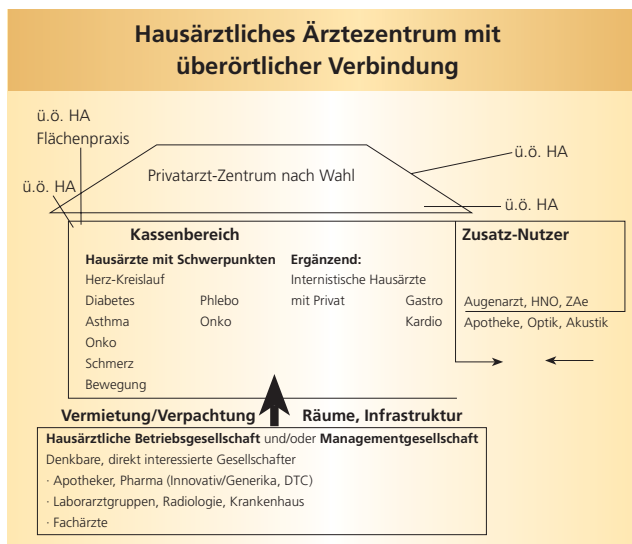 Hausärztliches Ärztezentrum mit
überörtlicher Verbindung
ü.ö. HA
Flächenpraxis
ü.ö. HA
Privatarzt-Zentrum nach Wahl
ü.ö. HA
ü.ö. HA
Kassenbereich
Hausärzte mit Schwerpunkten
Herz-Kreislauf
Diabetes Phlebo
Asthma Onko
Onko
Schmerz
Bewegung
Ergänzend:
Internistische Hausärzte
mit Privat Gastro
Kardio
Zusatz-Nutzer
Augenarzt, HNO, ZAe
Apotheke, Optik, Akustik
Vermietung/Verpachtung Räume, Infrastruktur
Hausärztliche Betriebsgesellschaft und/oder Managementgesellschaft
Denkbare, direkt interessierte Gesellschafter
· Apotheker, Pharma (Innovativ/Generika, DTC)
· Laborarztgruppen, Radiologie, Krankenhaus
· Fachärzte